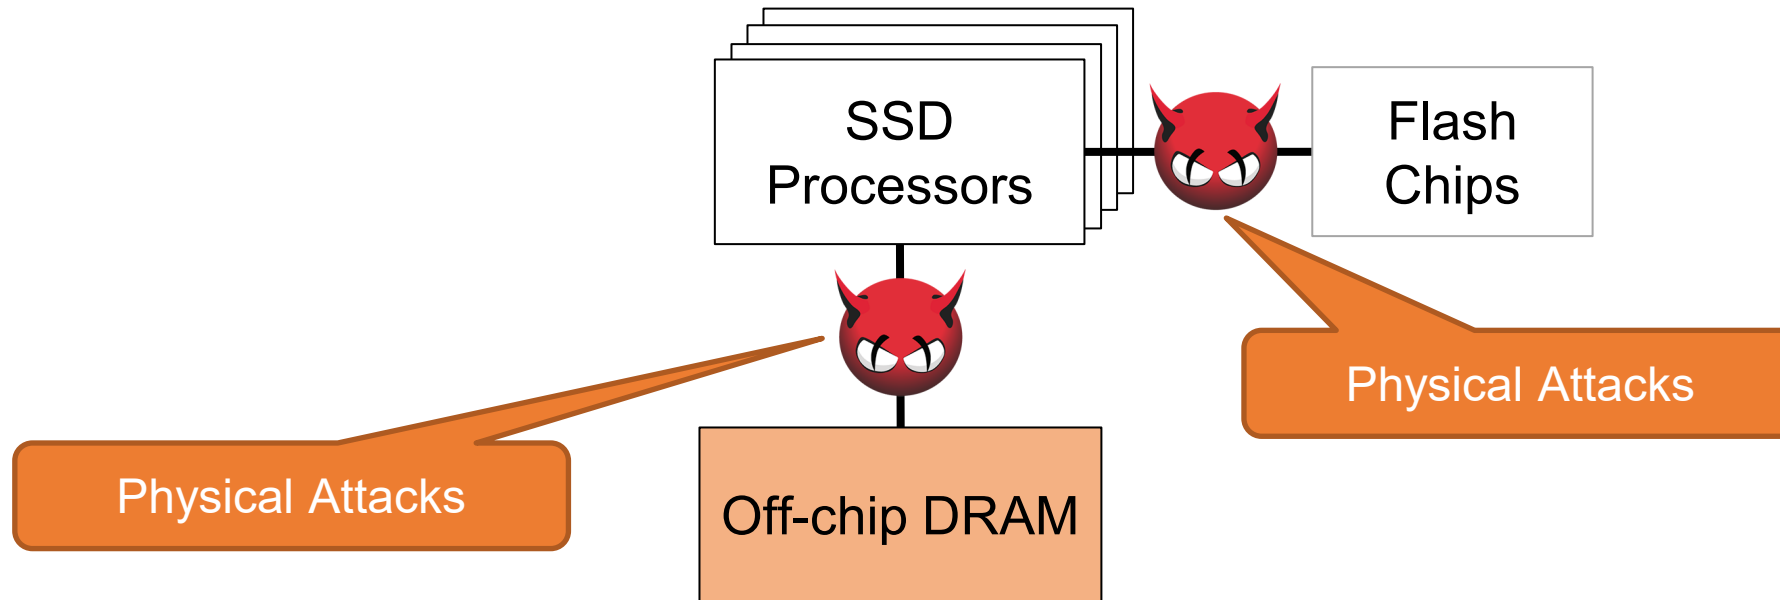 SSD
Processors
Flash
Chips
Physical Attacks
Physical Attacks
Off-chip DRAM